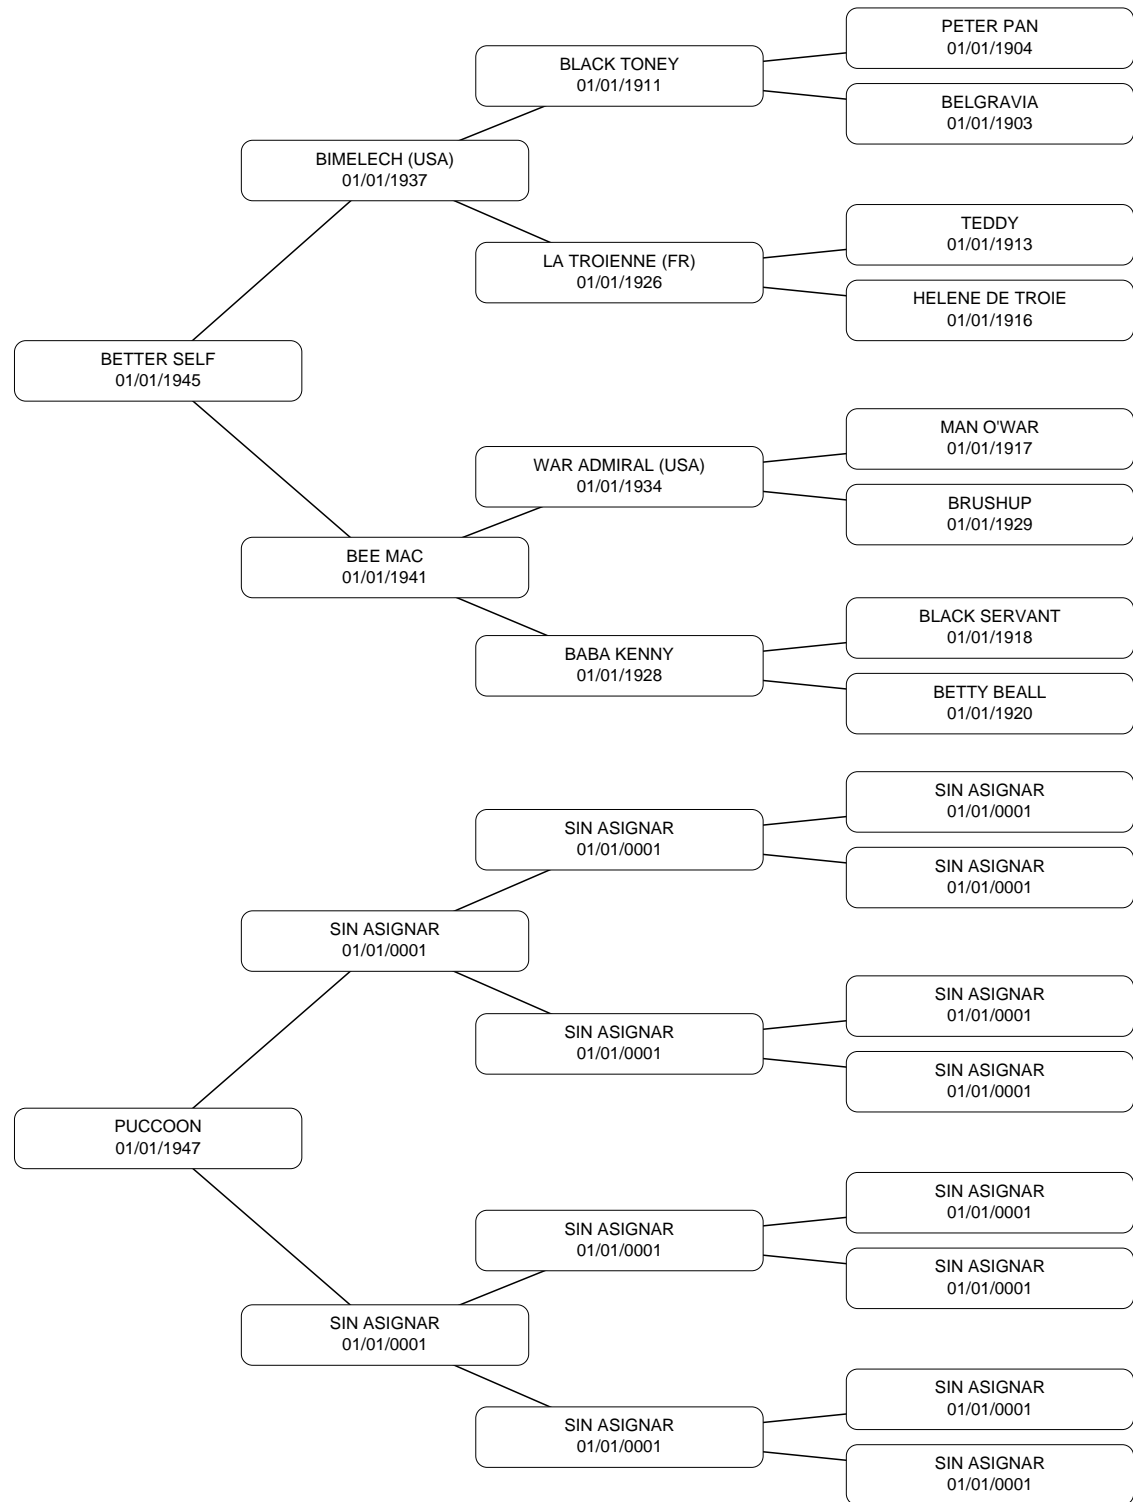 PETER PAN
01/01/1904
BLACK TONEY
01/01/1911
BELGRAVIA
01/01/1903
BIMELECH (USA)
01/01/1937
TEDDY
01/01/1913
LA TROIENNE (FR)
01/01/1926
HELENE DE TROIE
01/01/1916
BETTER SELF
01/01/1945
MAN O'WAR
01/01/1917
WAR ADMIRAL (USA)
01/01/1934
BRUSHUP
01/01/1929
BEE MAC
01/01/1941
BLACK SERVANT
01/01/1918
BABA KENNY
01/01/1928
BETTY BEALL
01/01/1920
SIN ASIGNAR
01/01/0001
SIN ASIGNAR
01/01/0001
SIN ASIGNAR
01/01/0001
SIN ASIGNAR
01/01/0001
SIN ASIGNAR
01/01/0001
SIN ASIGNAR
01/01/0001
SIN ASIGNAR
01/01/0001
PUCCOON
01/01/1947
SIN ASIGNAR
01/01/0001
SIN ASIGNAR
01/01/0001
SIN ASIGNAR
01/01/0001
SIN ASIGNAR
01/01/0001
SIN ASIGNAR
01/01/0001
SIN ASIGNAR
01/01/0001
SIN ASIGNAR
01/01/0001